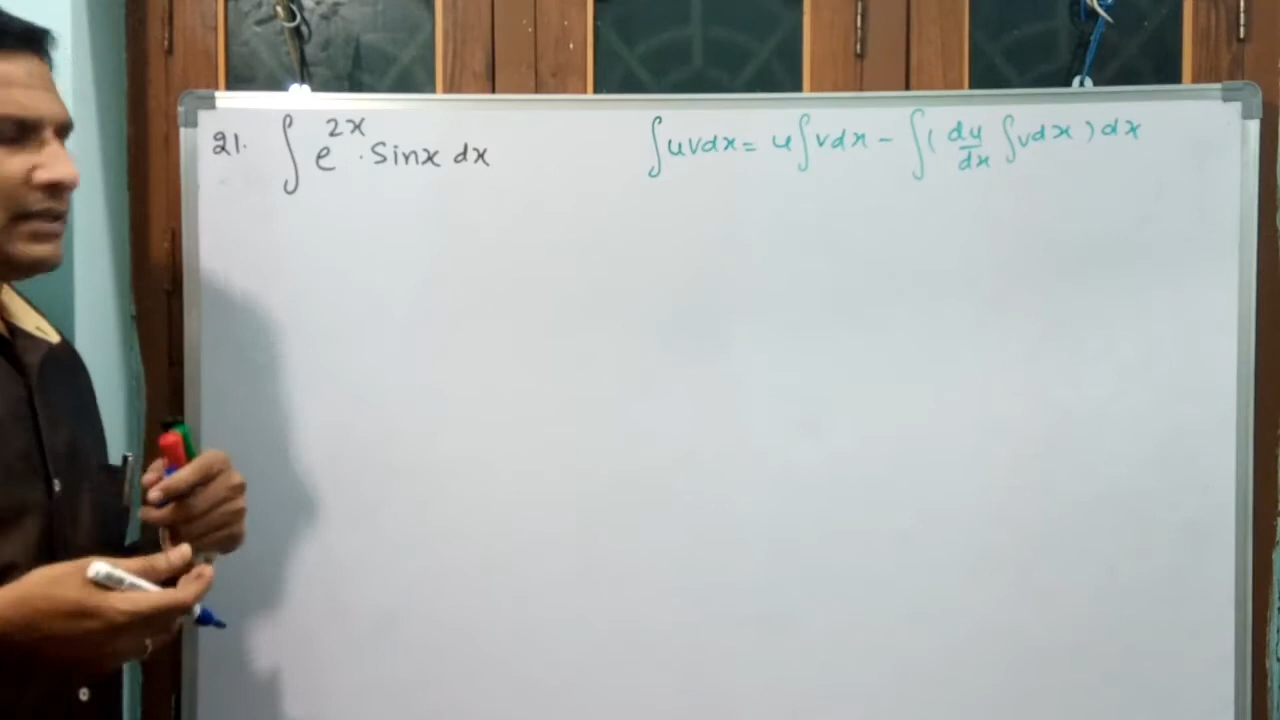 21. ∫ e^{2x} . Sinx dx
∫uvdx = u∫vdx - ∫( du/dx ∫vdx ) dx